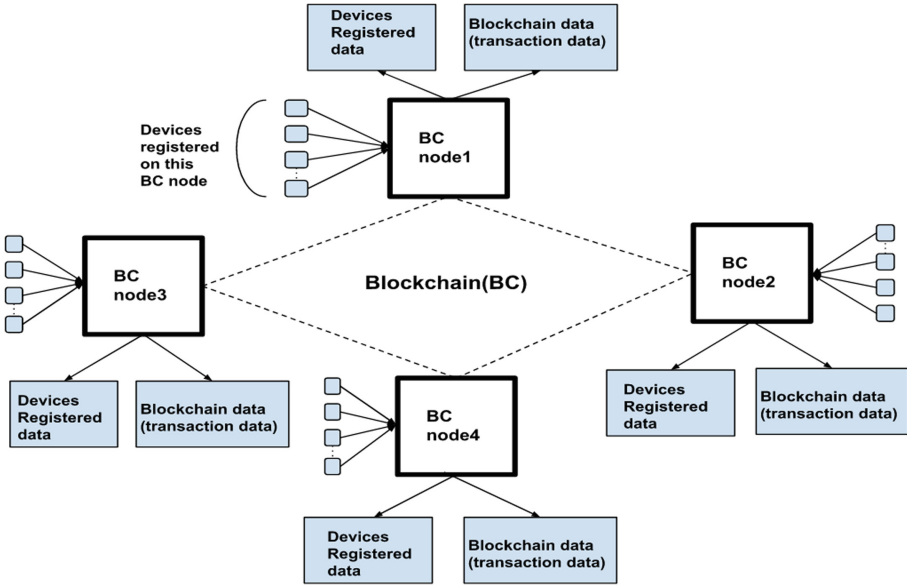 Devices
Registered
data
Blockchain data
(transaction data)
Devices
registered
on this
BC node
BC
node1
BC
node3
Blockchain(BC)
BC
node2
Devices
Registered
data
Blockchain data
(transaction data)
BC
node4
Devices
Registered
data
Blockchain data
(transaction data)
Devices
Registered
data
Blockchain data
(transaction data)